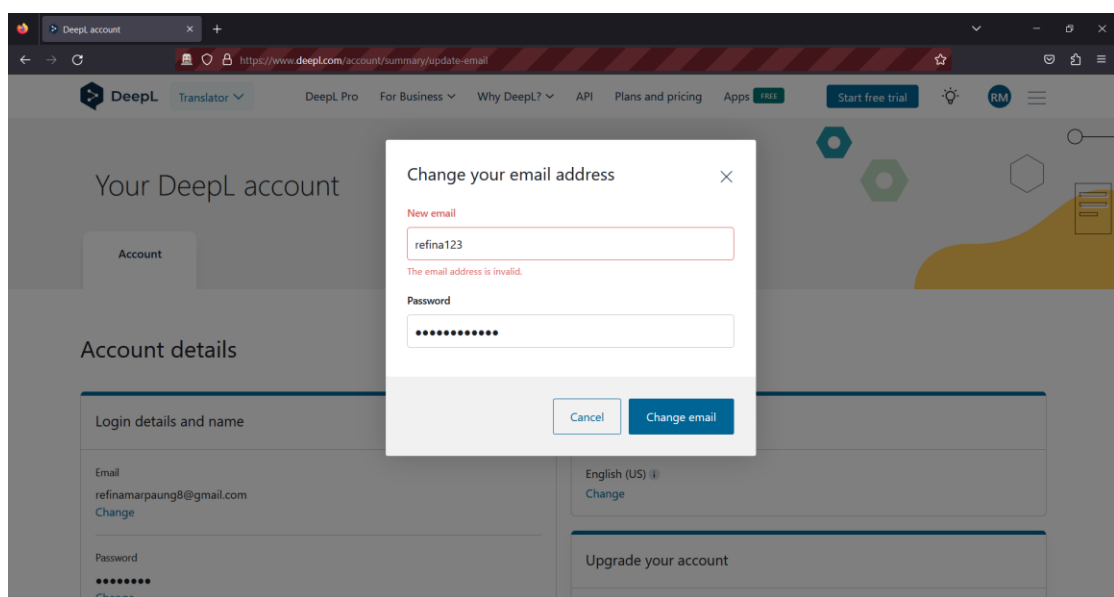 DeepL account
https://www.deepl.com/account/summary/update-email
DeepL Translator DeepL Pro For Business Why DeepL? API Plans and pricing Apps FREE Start free trial RM
Your DeepL account
Account
Change your email address
New email
refina123
The email address is invalid.
Password
••••••••••••
Cancel Change email
Account details
Login details and name
Email
refinamarpaung8@gmail.com
Change
Password
••••••••
Change
English (US)
Change
Upgrade your account